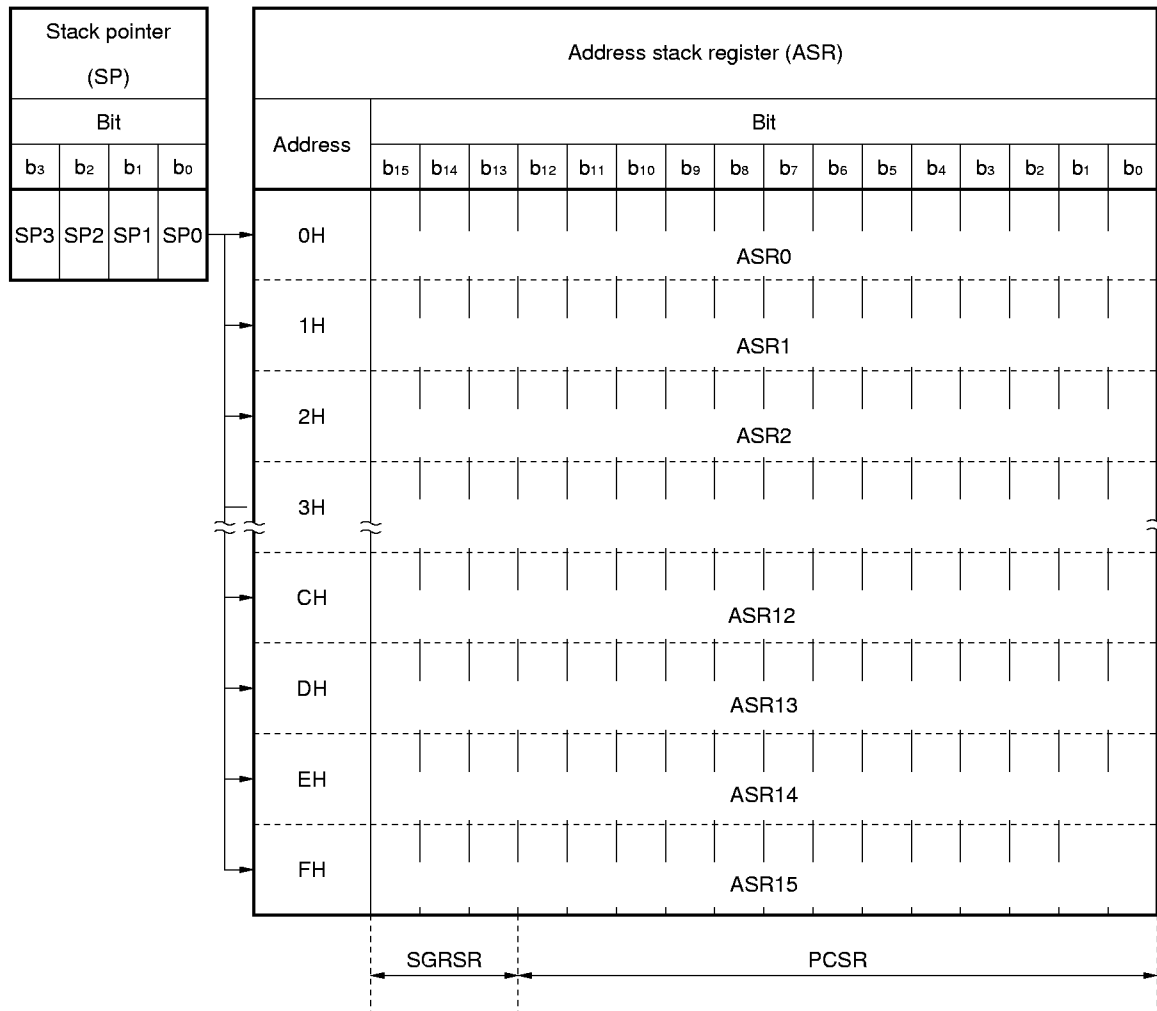 Stack pointer
(SP)
Bit
b3 b2 b1 b0
SP3 SP2 SP1 SP0
Address stack register (ASR)
Address
Bit
b15 b14 b13 b12 b11 b10 b9 b8 b7 b6 b5 b4 b3 b2 b1 b0
0H
ASR0
1H
ASR1
2H
ASR2
3H
CH
ASR12
DH
ASR13
EH
ASR14
FH
ASR15
SGRSR PCSR